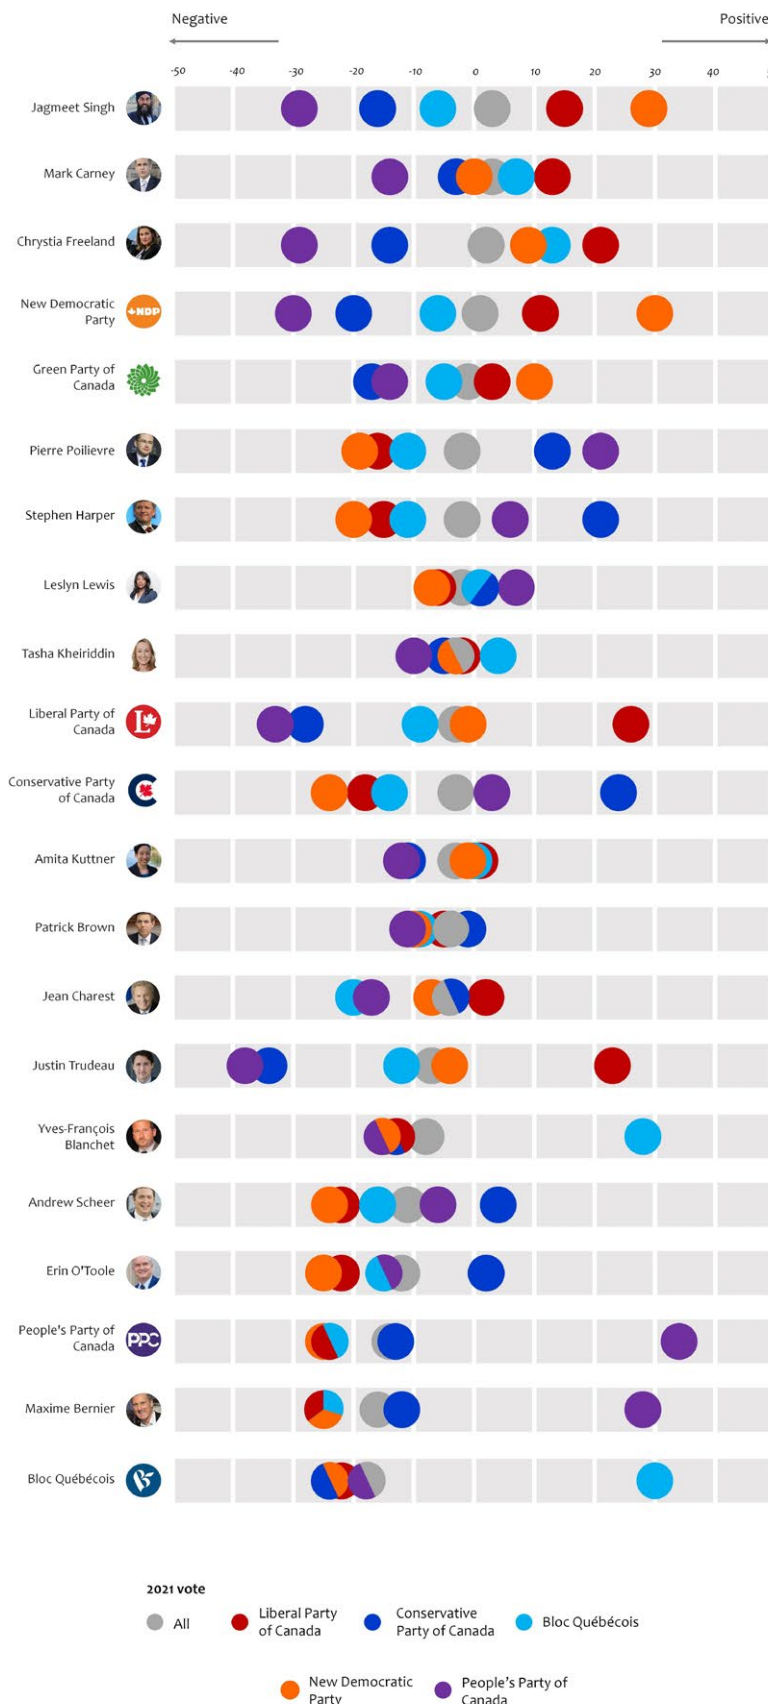 Negative
Positive
-50 -40 -30 -20 -10 0 10 20 30 40
Jagmeet Singh
Mark Carney
Chrystia Freeland
New Democratic
Party
NDP
Green Party of
Canada
Pierre Poilievre
Stephen Harper
Leslyn Lewis
Tasha Kheiriddin
Liberal Party of
Canada
L
Conservative Party
of Canada
C
Amita Kuttner
Patrick Brown
Jean Charest
Justin Trudeau
Yves-François
Blanchet
Andrew Scheer
Erin O'Toole
People's Party of
Canada
PPC
Maxime Bernier
Bloc Québécois
2021 vote
All
Liberal Party
of Canada
Conservative
Party of Canada
Bloc Québécois
New Democratic
Party
People's Party of
Canada